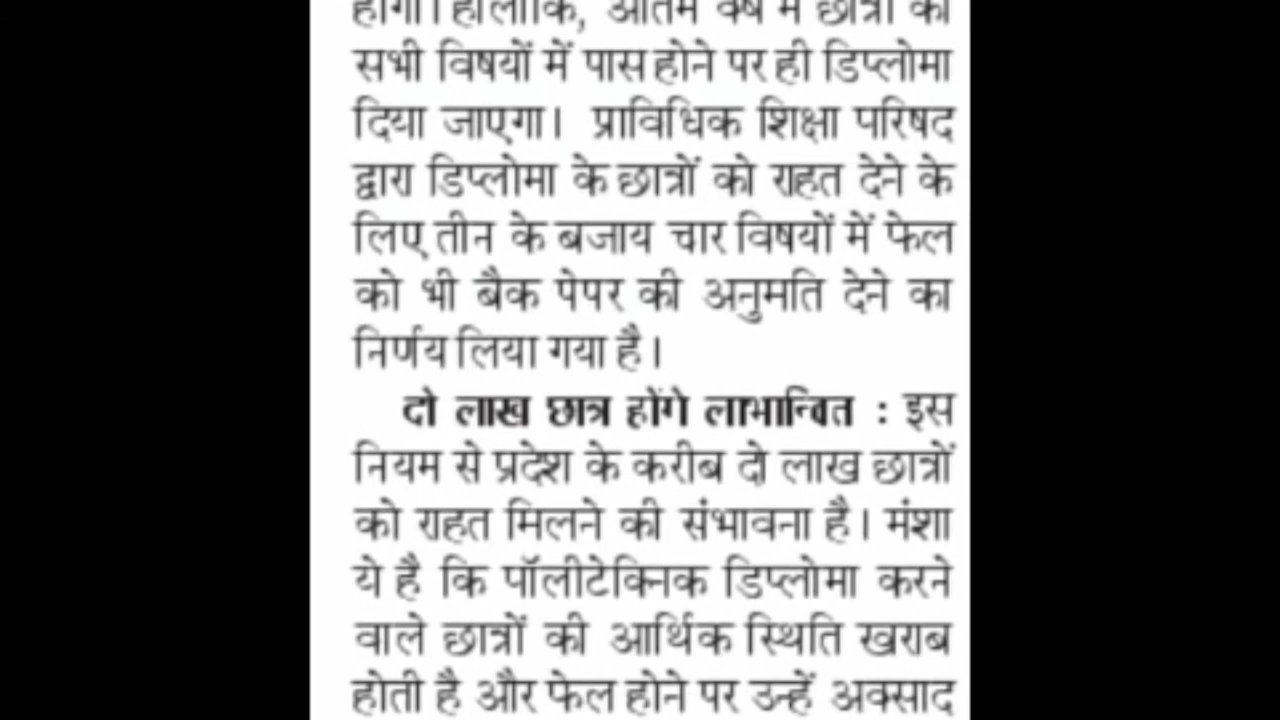 होगा। हालांकि, अंतिम वर्ष में छात्रों को
सभी विषयों में पास होने पर ही डिप्लोमा
दिया जाएगा। प्राविधिक शिक्षा परिषद
द्वारा डिप्लोमा के छात्रों को राहत देने के
लिए तीन के बजाय चार विषयों में फेल
को भी बैक पेपर की अनुमति देने का
निर्णय लिया गया है।
दो लाख छात्र होंगे लाभान्वित : इस
नियम से प्रदेश के करीब दो लाख छात्रों
को राहत मिलने की संभावना है। मंशा
ये है कि पॉलीटेक्निक डिप्लोमा करने
वाले छात्रों की आर्थिक स्थिति खराब
होती है और फेल होने पर उन्हें अवसाद